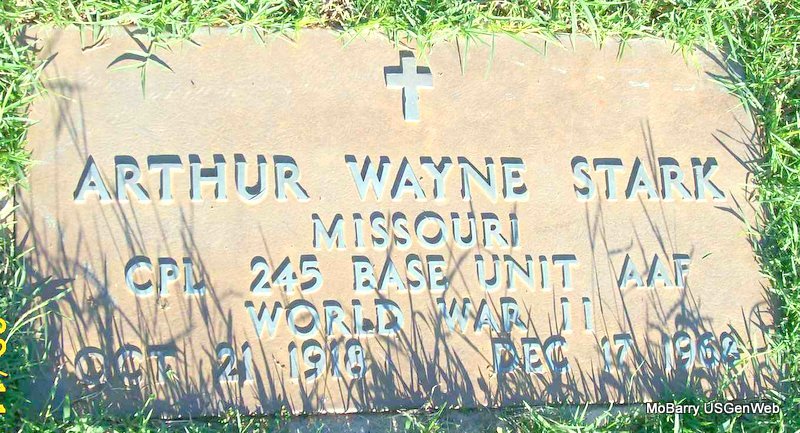 ARTHUR WAYNE STARK
MISSOURI
CPL 245 BASE UNIT AAF
WORLD WAR II
OCT 21 1918 DEC 17 1964
MoBarry USGenWeb